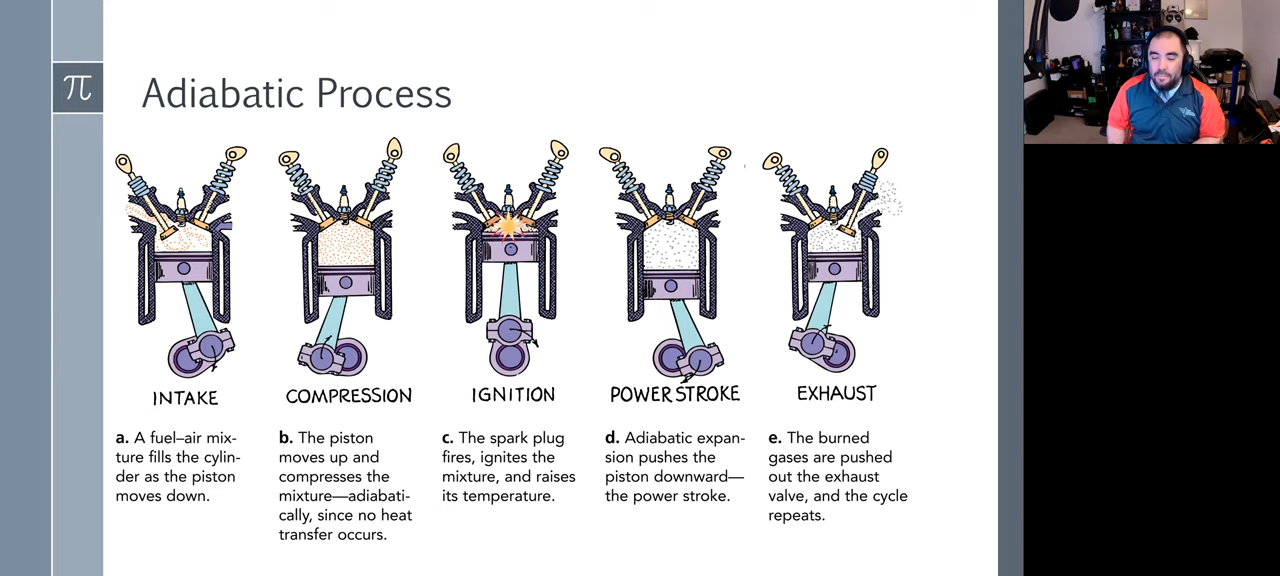 π
Adiabatic Process
INTAKE
COMPRESSION
IGNITION
POWER STROKE
EXHAUST
a. A fuel–air mix-
ture fills the cylin-
der as the piston
moves down.
b. The piston
moves up and
compresses the
mixture—adiabati-
cally, since no heat
transfer occurs.
c. The spark plug
fires, ignites the
mixture, and raises
its temperature.
d. Adiabatic expan-
sion pushes the
piston downward—
the power stroke.
e. The burned
gases are pushed
out the exhaust
valve, and the cycle
repeats.